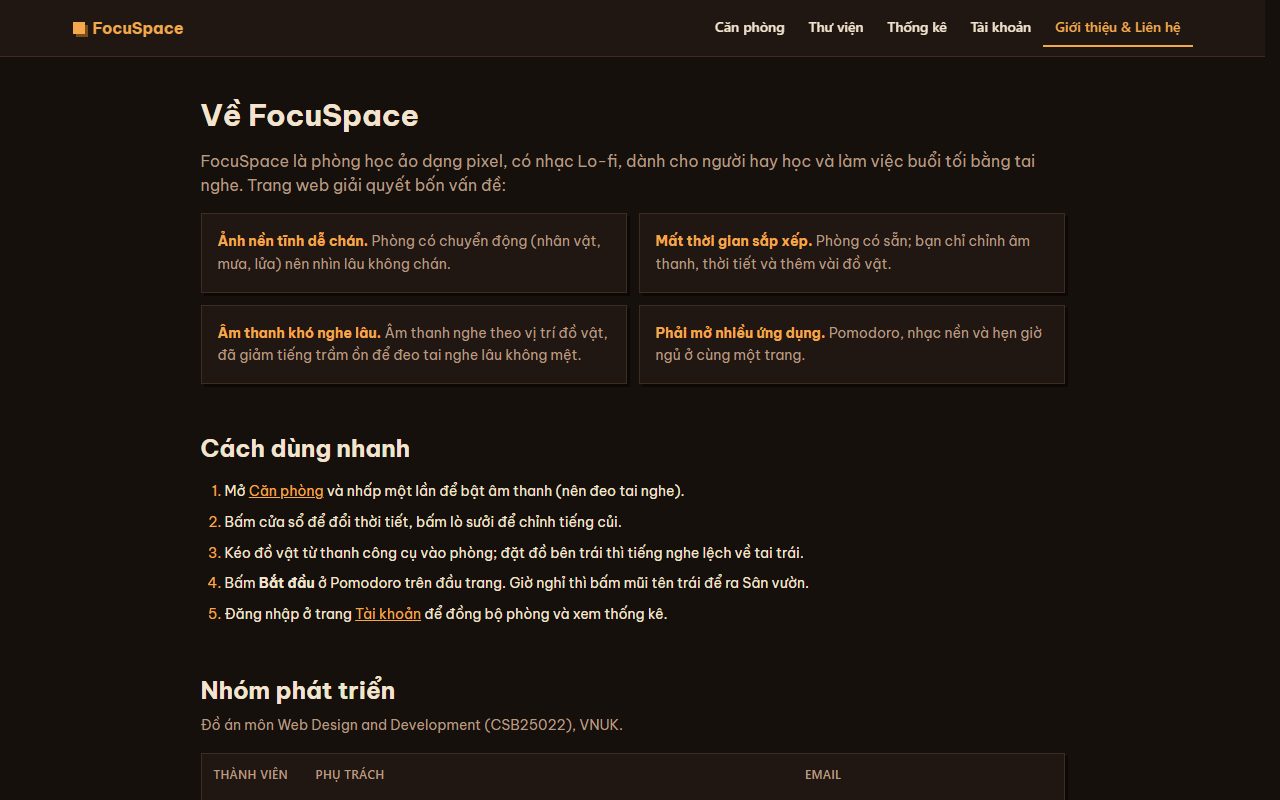 FocuSpace
Căn phòng
Thư viện
Thống kê
Tài khoản
Giới thiệu & Liên hệ
Về FocuSpace
FocuSpace là phòng học ảo dạng pixel, có nhạc Lo-fi, dành cho người hay học và làm việc buổi tối bằng tai
nghe. Trang web giải quyết bốn vấn đề:
Ảnh nền tĩnh dễ chán. Phòng có chuyển động (nhân vật,
mưa, lửa) nên nhìn lâu không chán.
Mất thời gian sắp xếp. Phòng có sẵn; bạn chỉ chỉnh âm
thanh, thời tiết và thêm vài đồ vật.
Âm thanh khó nghe lâu. Âm thanh nghe theo vị trí đồ vật,
đã giảm tiếng trầm ồn để đeo tai nghe lâu không mệt.
Phải mở nhiều ứng dụng. Pomodoro, nhạc nền và hẹn giờ
ngủ ở cùng một trang.
Cách dùng nhanh
1. Mở Căn phòng và nhấp một lần để bật âm thanh (nên đeo tai nghe).
2. Bấm cửa sổ để đổi thời tiết, bấm lò sưởi để chỉnh tiếng củi.
3. Kéo đồ vật từ thanh công cụ vào phòng; đặt đồ bên trái thì tiếng nghe lệch về tai trái.
4. Bấm Bắt đầu ở Pomodoro trên đầu trang. Giờ nghỉ thì bấm mũi tên trái để ra Sân vườn.
5. Đăng nhập ở trang Tài khoản để đồng bộ phòng và xem thống kê.
Nhóm phát triển
Đồ án môn Web Design and Development (CSB25022), VNUK.
THÀNH VIÊN
PHỤ TRÁCH
EMAIL